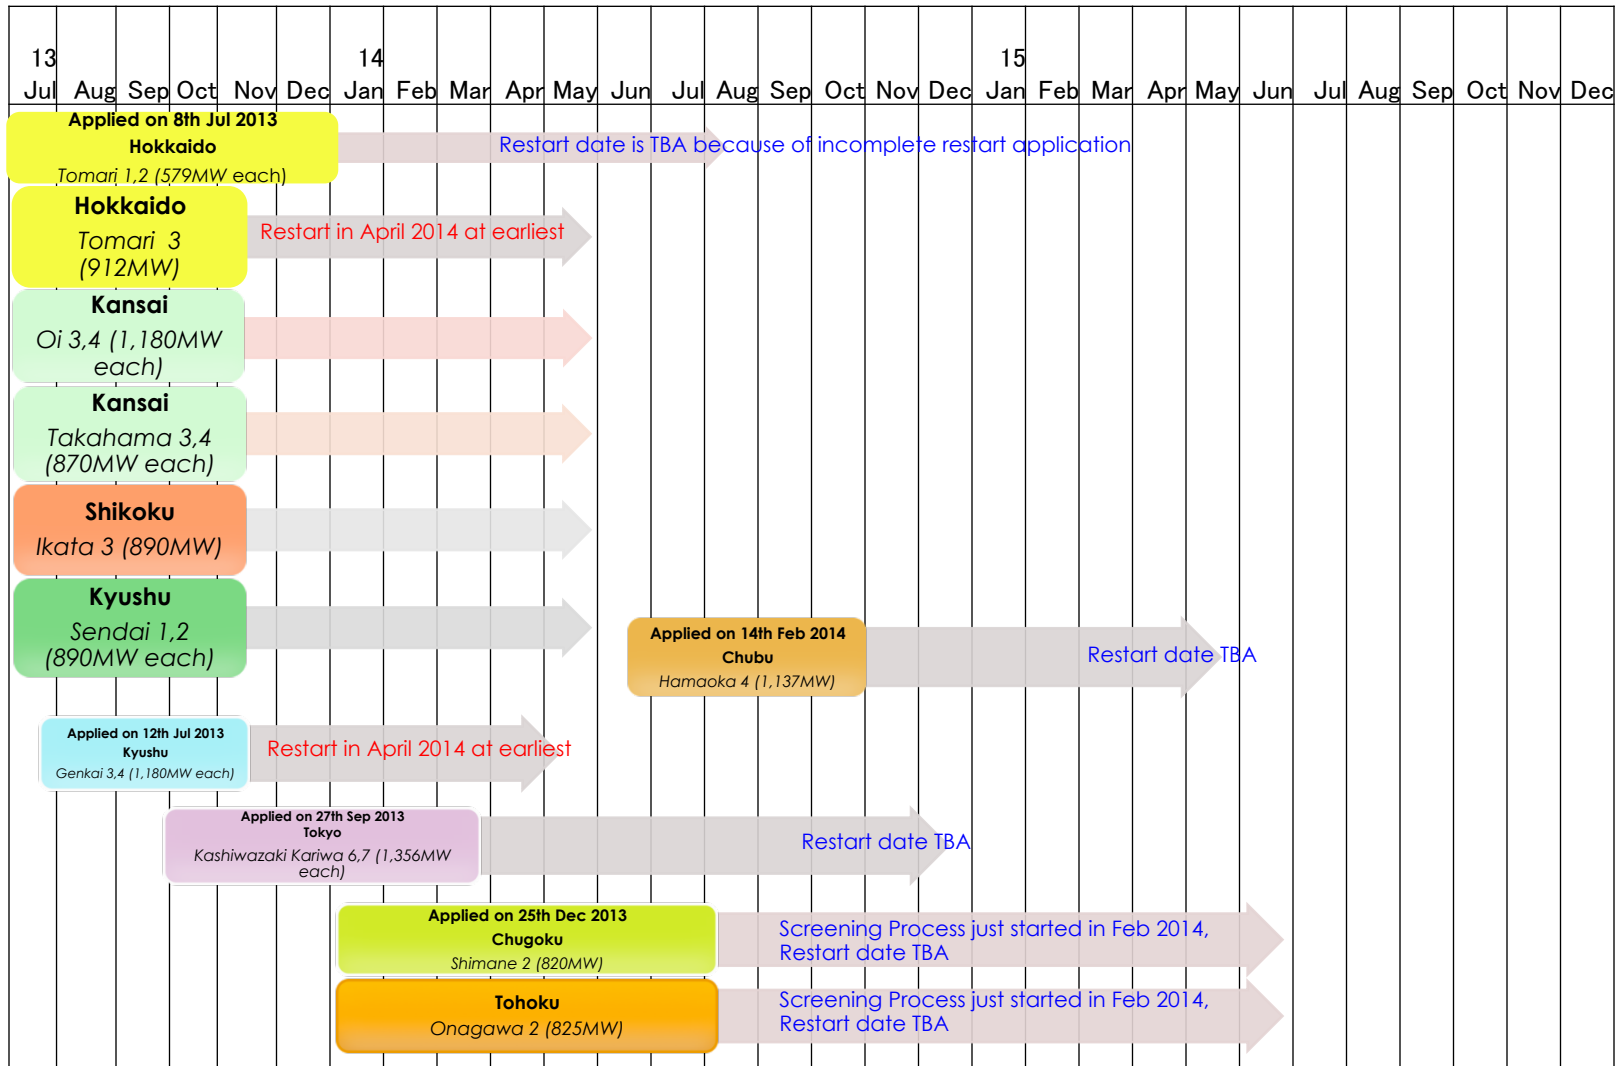 13 14 15
Jul Aug Sep Oct Nov Dec Jan Feb Mar Apr May Jun Jul Aug Sep Oct Nov Dec Jan Feb Mar Apr May Jun Jul Aug Sep Oct Nov Dec
Applied on 8th Jul 2013
Hokkaido
Tomari 1,2 (579MW each)
Restart date is TBA because of incomplete restart application
Hokkaido
Tomari 3
(912MW)
Restart in April 2014 at earliest
Kansai
Oi 3,4 (1,180MW
each)
Kansai
Takahama 3,4
(870MW each)
Shikoku
Ikata 3 (890MW)
Kyushu
Sendai 1,2
(890MW each)
Applied on 14th Feb 2014
Chubu
Hamaoka 4 (1,137MW)
Restart date TBA
Applied on 12th Jul 2013
Kyushu
Genkai 3,4 (1,180MW each)
Restart in April 2014 at earliest
Applied on 27th Sep 2013
Tokyo
Kashiwazaki Kariwa 6,7 (1,356MW
each)
Restart date TBA
Applied on 25th Dec 2013
Chugoku
Shimane 2 (820MW)
Screening Process just started in Feb 2014,
Restart date TBA
Tohoku
Onagawa 2 (825MW)
Screening Process just started in Feb 2014,
Restart date TBA